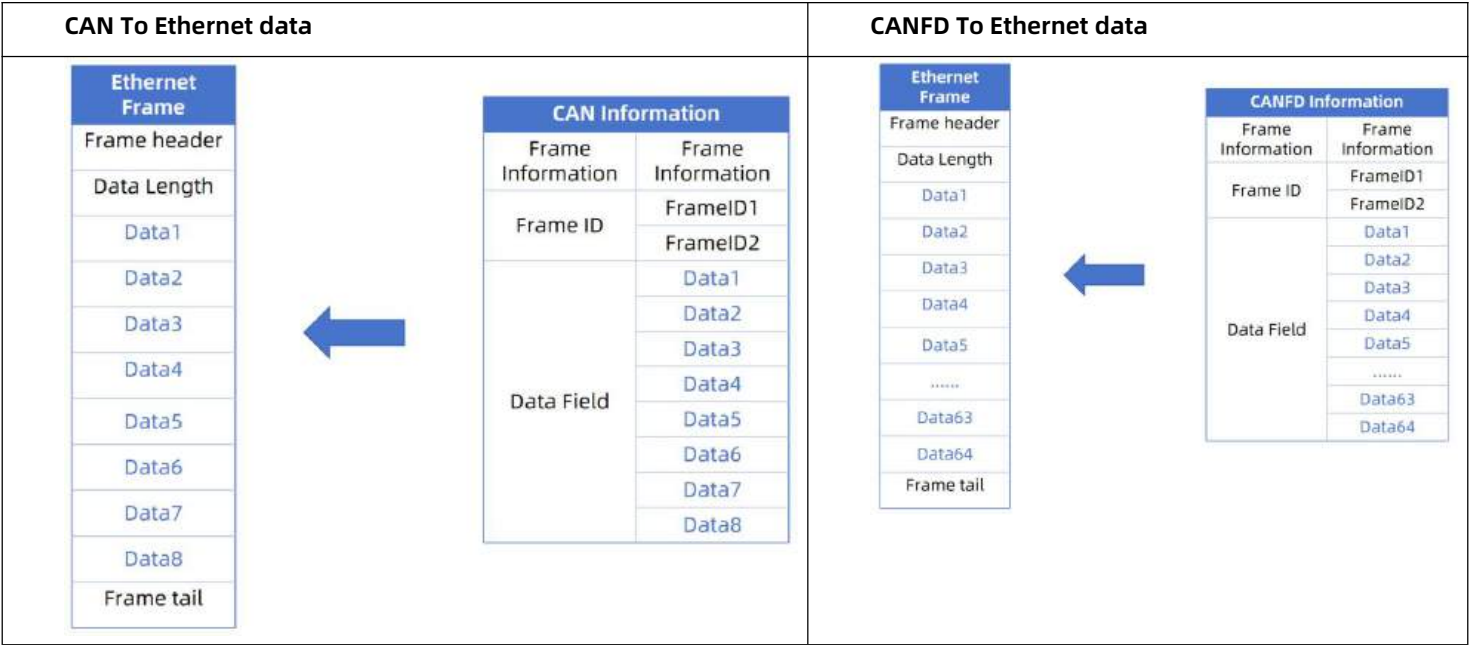 CAN To Ethernet data
Ethernet
Frame
Frame header
Data Length
Data1
Data2
Data3
Data4
Data5
Data6
Data7
Data8
Frame tail
CAN Information
Frame
Information
Frame
Information
Frame ID
FrameID1
FrameID2
Data Field
Data1
Data2
Data3
Data4
Data5
Data6
Data7
Data8
CANFD To Ethernet data
Ethernet
Frame
Frame header
Data Length
Data1
Data2
Data3
Data4
Data5
......
Data63
Data64
Frame tail
CANFD Information
Frame
Information
Frame
Information
Frame ID
FrameID1
FrameID2
Data Field
Data1
Data2
Data3
Data4
Data5
......
Data63
Data64